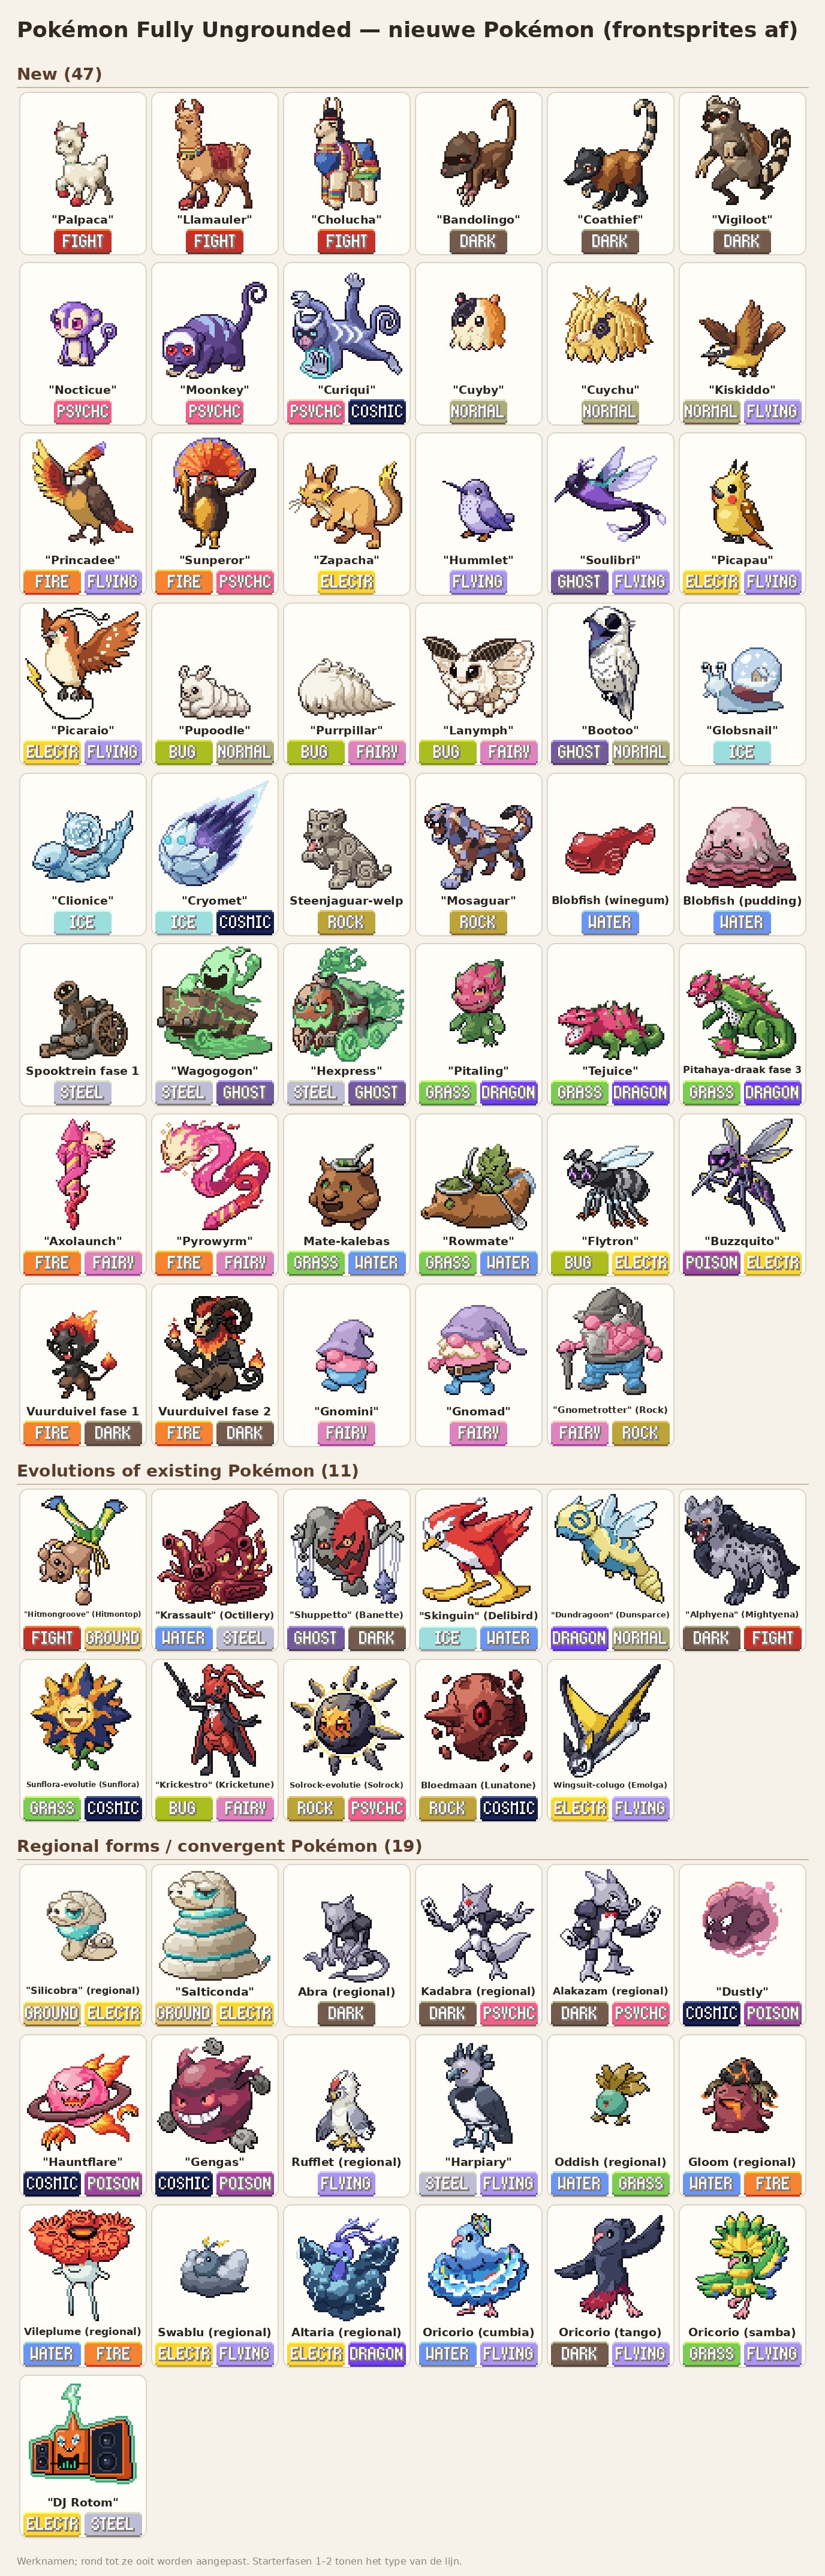 Pokémon Fully Ungrounded — nieuwe Pokémon (frontsprites af)
New (47)
"Palpaca" "Llamauler" "Cholucha" "Bandolingo" "Coathief" "Vigiloot"
FIGHT FIGHT FIGHT DARK DARK DARK
"Nocticue" "Moonkey" "Curiqui" "Cuyby" "Cuychu" "Kiskiddo"
PSYCHC PSYCHC PSYCHC COSMIC NORMAL NORMAL NORMAL FLYING
"Princadee" "Sunperor" "Zapacha" "Hummlet" "Soulibri" "Picapau"
FIRE FLYING FIRE PSYCHC ELECTR FLYING GHOST FLYING ELECTR FLYING
"Picaraio" "Pupoodle" "Purrpillar" "Lanymph" "Bootoo" "Globsnail"
ELECTR FLYING BUG NORMAL BUG FAIRY BUG FAIRY GHOST NORMAL ICE
"Clionice" "Cryomet" Steenjaguar-welp "Mosaguar" Blobfish (winegum) Blobfish (pudding)
ICE ICE COSMIC ROCK ROCK WATER WATER
Spooktrein fase 1 "Wagogogon" "Hexpress" "Pitaling" "Tejuice" Pitahaya-draak fase 3
STEEL STEEL GHOST STEEL GHOST GRASS DRAGON GRASS DRAGON GRASS DRAGON
"Axolaunch" "Pyrowyrm" Mate-kalebas "Rowmate" "Flytron" "Buzzquito"
FIRE FAIRY FIRE FAIRY GRASS WATER GRASS WATER BUG ELECTR POISON ELECTR
Vuurduivel fase 1 Vuurduivel fase 2 "Gnomini" "Gnomad" "Gnometrotter" (Rock)
FIRE DARK FIRE DARK FAIRY FAIRY FAIRY ROCK
Evolutions of existing Pokémon (11)
"Hitmongroove" (Hitmontop) "Krassault" (Octillery) "Shuppetto" (Banette) "Skinguin" (Delibird) "Dundragoon" (Dunsparce) "Alphyena" (Mightyena)
FIGHT GROUND WATER STEEL GHOST DARK ICE WATER DRAGON NORMAL DARK FIGHT
Sunflora-evolutie (Sunflora) "Krickestro" (Kricketune) Solrock-evolutie (Solrock) Bloedmaan (Lunatone) Wingsuit-colugo (Emolga)
GRASS COSMIC BUG FAIRY ROCK PSYCHC ROCK COSMIC ELECTR FLYING
Regional forms / convergent Pokémon (19)
"Silicobra" (regional) "Salticonda" Abra (regional) Kadabra (regional) Alakazam (regional) "Dustly"
GROUND ELECTR GROUND ELECTR DARK DARK PSYCHC DARK PSYCHC COSMIC POISON
"Hauntflare" "Gengas" Rufflet (regional) "Harpiary" Oddish (regional) Gloom (regional)
COSMIC POISON COSMIC POISON FLYING STEEL FLYING WATER GRASS WATER FIRE
Vileplume (regional) Swablu (regional) Altaria (regional) Oricorio (cumbia) Oricorio (tango) Oricorio (samba)
WATER FIRE ELECTR FLYING ELECTR DRAGON WATER FLYING DARK FLYING GRASS FLYING
"DJ Rotom"
ELECTR STEEL
Werknamen; rond tot ze ooit worden aangepast. Starterfasen 1–2 tonen het type van de lijn.